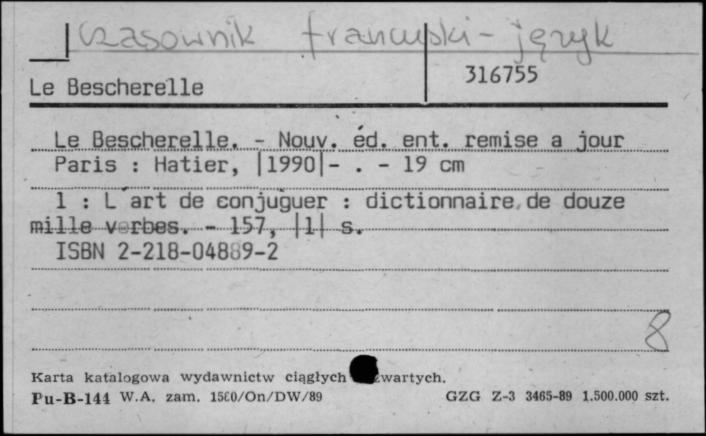 Czasownik francuski - język
316755
Le Bescherelle
Le Bescherelle. - Nouv. éd. ent. remise a jour
Paris : Hatier, |1990|- . - 19 cm
1 : L'art de conjuguer : dictionnaire de douze
mille verbes. - 157, |1| s.
ISBN 2-218-04889-2
8
Karta katalogowa wydawnictw ciągłych zwartych.
Pu-B-144 W.A. zam. 1560/On/DW/89 GZG Z-3 3465-89 1.500.000 szt.